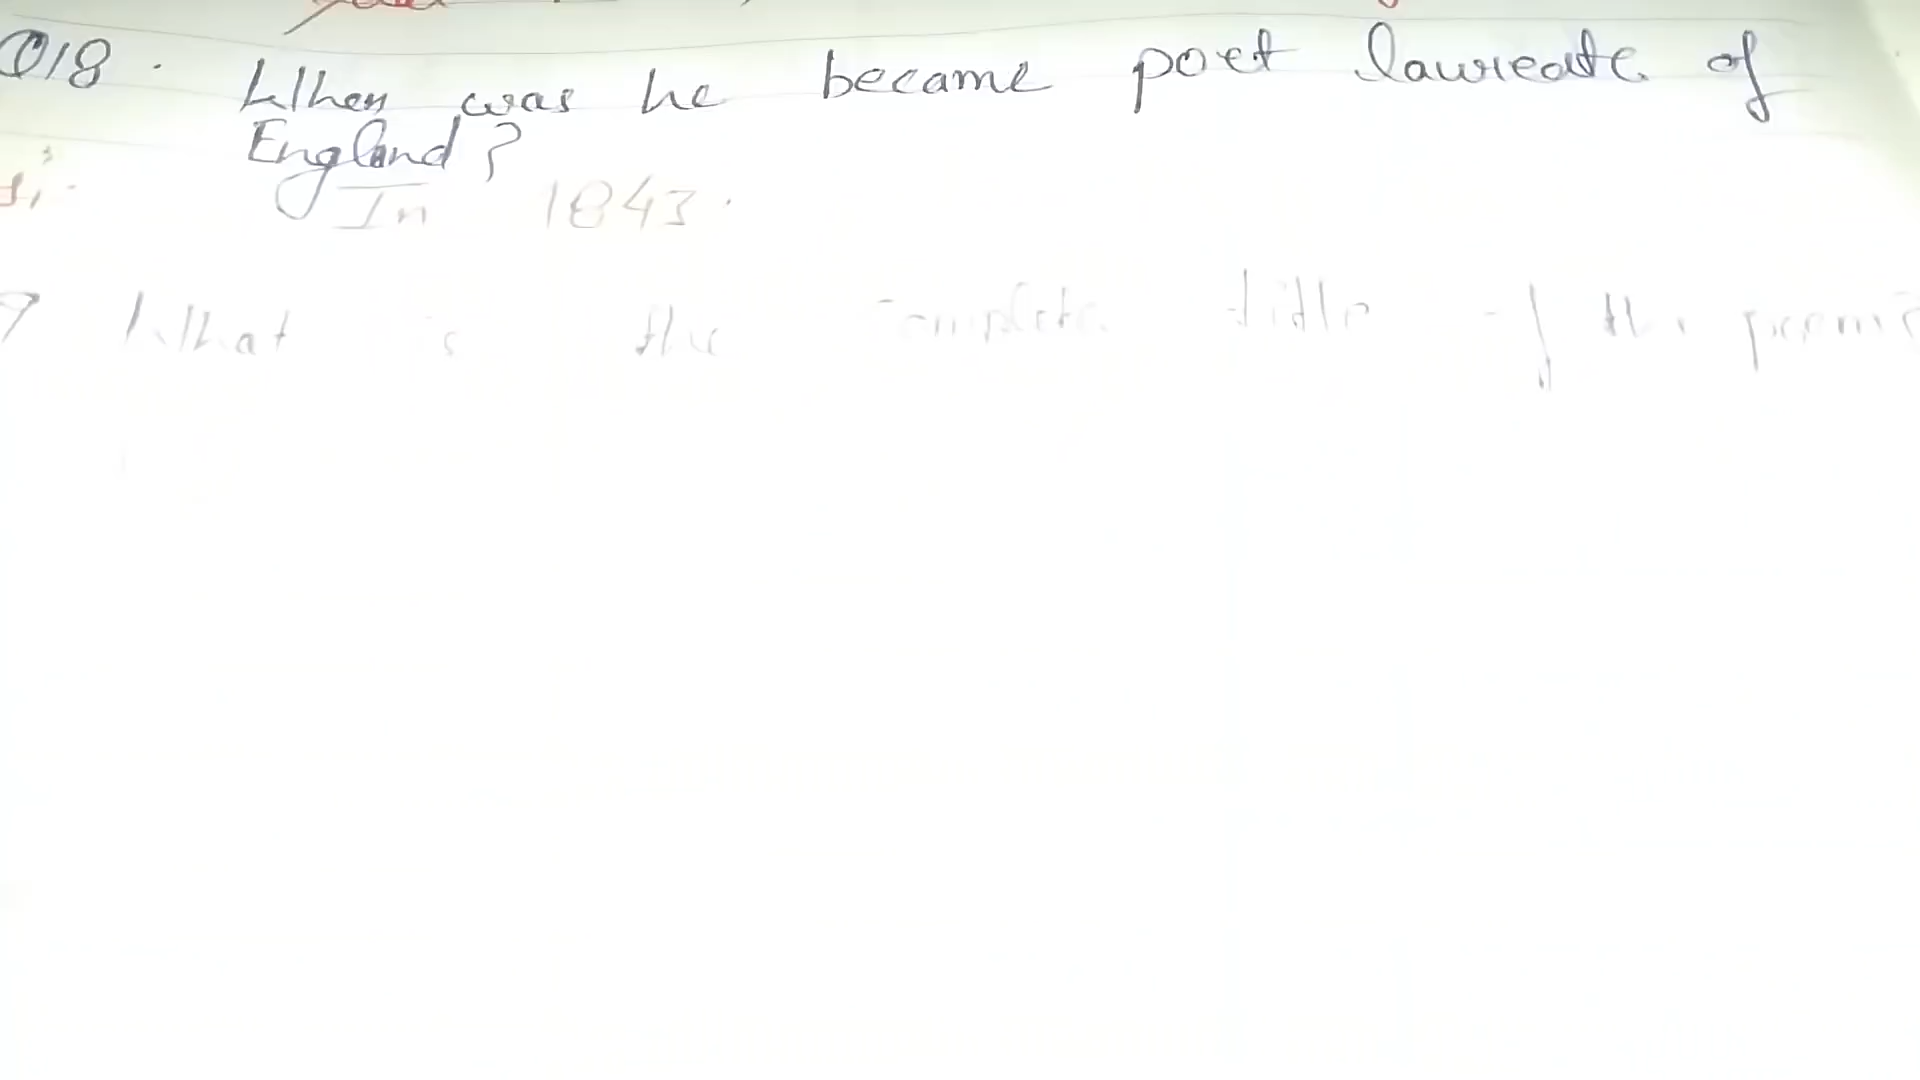 Q18. When was he became poet laureate of
England?
In 1843.
9 What is the complete title of the poem?